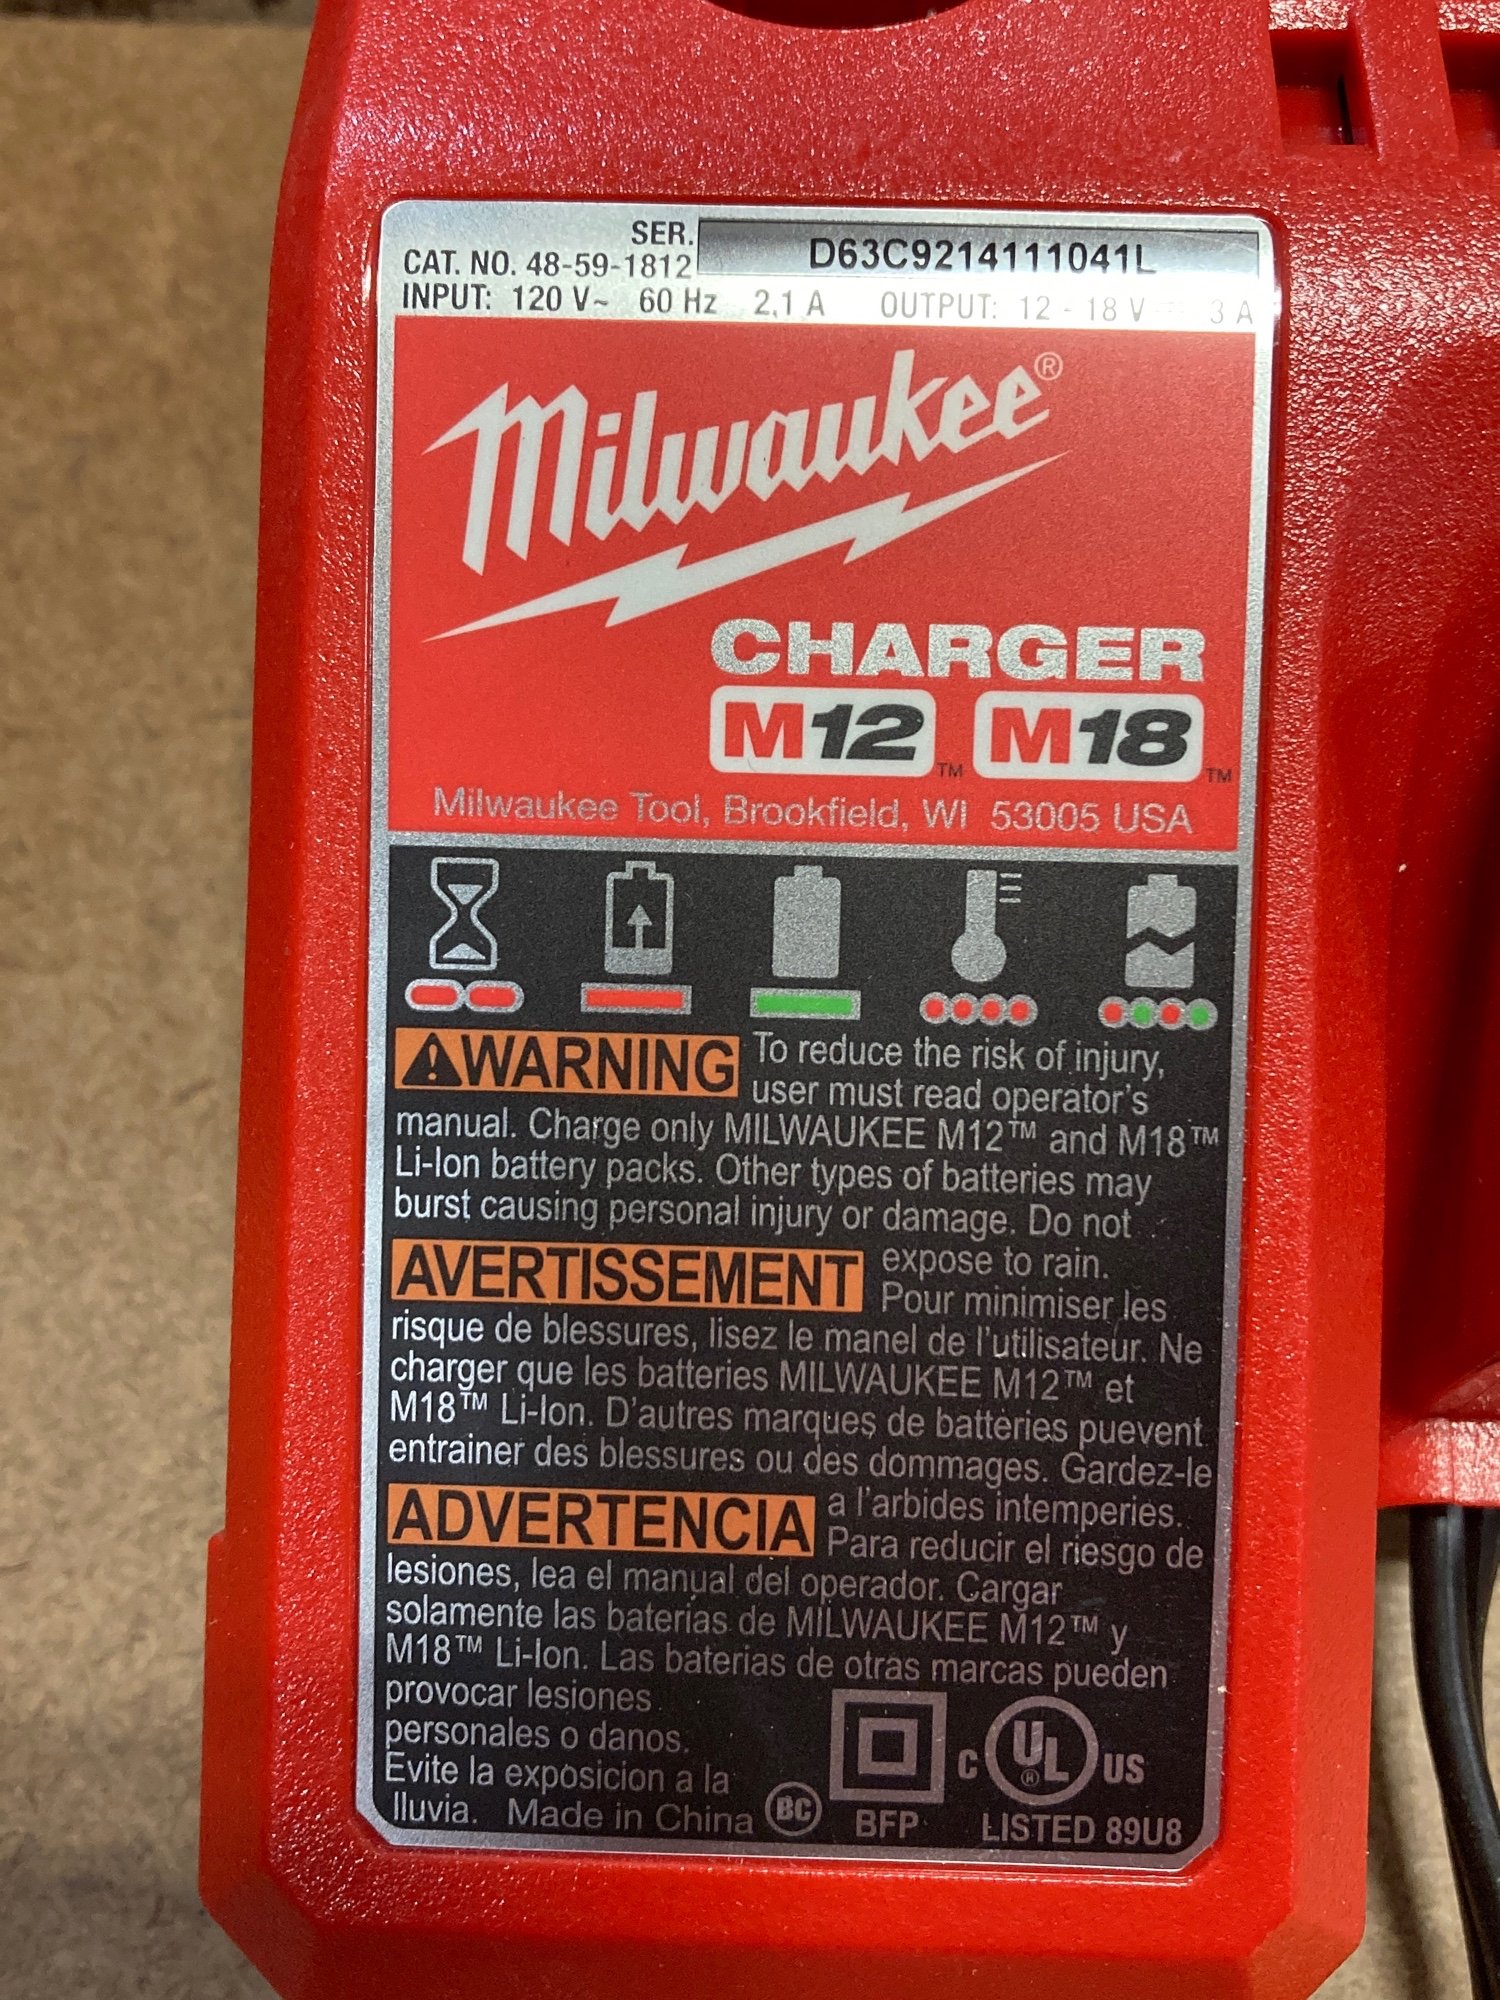 SER. D63C9214111041L
CAT. NO. 48-59-1812
INPUT: 120 V~ 60 Hz 2,1 A OUTPUT: 12 - 18 V ⎓ 3 A
Milwaukee®
CHARGER
M12™ M18™
Milwaukee Tool, Brookfield, WI 53005 USA
⚠WARNING To reduce the risk of injury,
user must read operator's
manual. Charge only MILWAUKEE M12™ and M18™
Li-Ion battery packs. Other types of batteries may
burst causing personal injury or damage. Do not
expose to rain.
AVERTISSEMENT Pour minimiser les
risque de blessures, lisez le manel de l'utilisateur. Ne
charger que les batteries MILWAUKEE M12™ et
M18™ Li-Ion. D'autres marques de batteries puevent
entrainer des blessures ou des dommages. Gardez-le
a l'arbides intemperies.
ADVERTENCIA Para reducir el riesgo de
lesiones, lea el manual del operador. Cargar
solamente las baterias de MILWAUKEE M12™ y
M18™ Li-Ion. Las baterias de otras marcas pueden
provocar lesiones
personales o danos.
Evite la exposicion a la
lluvia. Made in China
BC
BFP
C UL® US
LISTED 89U8